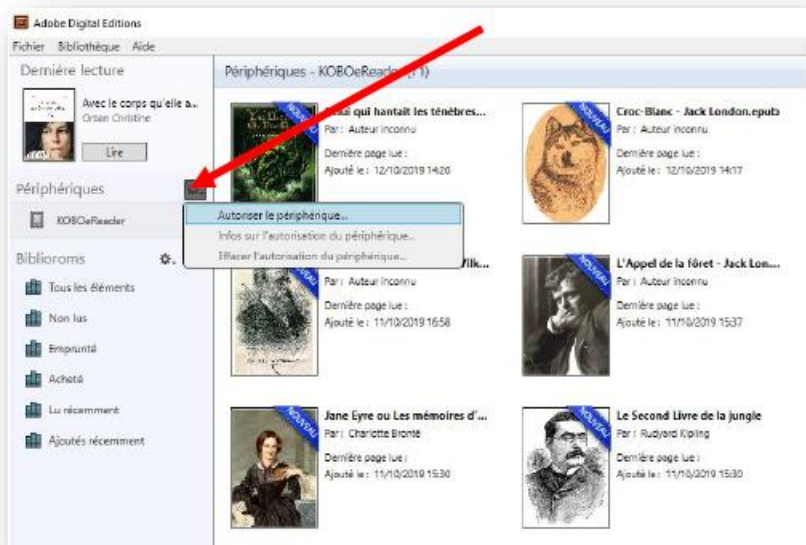 Adobe Digital Editions
Fichier Bibliothèque Aide
Dernière lecture
Avec le corps qu'elle a...
Orban Christine
Lire
Périphériques
KOBOeReader
Biblioroms
Tous les éléments
Non lus
Emprunté
Acheté
Lu récemment
Ajoutés récemment
Périphériques - KOBOeReader
NOUVEAU
qui hantait les ténèbres...
Par : Auteur inconnu
Dernière page lue :
Ajouté le : 12/10/2019 14:20
NOUVEAU
Croc-Blanc - Jack London.epub
Par : Auteur inconnu
Dernière page lue :
Ajouté le : 12/10/2019 14:17
Autoriser le périphérique...
Infos sur l'autorisation du périphérique...
Effacer l'autorisation du périphérique...
Par : Auteur inconnu
Dernière page lue :
Ajouté le : 11/10/2019 16:58
NOUVEAU
L'Appel de la fôret - Jack Lon....
Par : Auteur inconnu
Dernière page lue :
Ajouté le : 11/10/2019 15:37
NOUVEAU
Jane Eyre ou Les mémoires d'...
Par : Charlotte Brontë
Dernière page lue :
Ajouté le : 11/10/2019 15:30
NOUVEAU
Le Second Livre de la jungle
Par : Rudyard Kipling
Dernière page lue :
Ajouté le : 11/10/2019 15:30